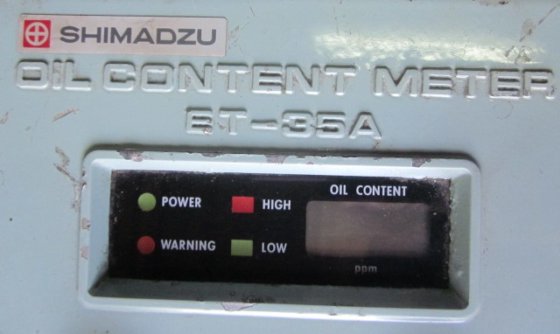 SHIMADZU
OIL CONTENT METER
ET-35A
POWER
HIGH
OIL CONTENT
WARNING
LOW
ppm